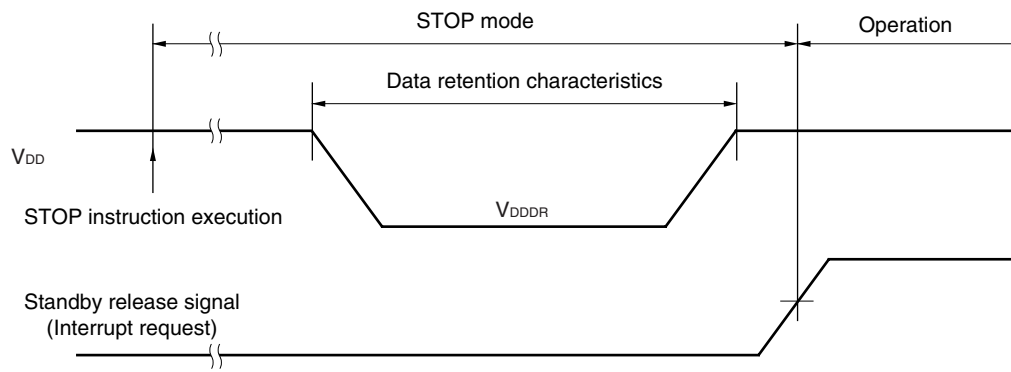 STOP mode
Operation
Data retention characteristics
VDD
VDDDR
STOP instruction execution
Standby release signal
(Interrupt request)